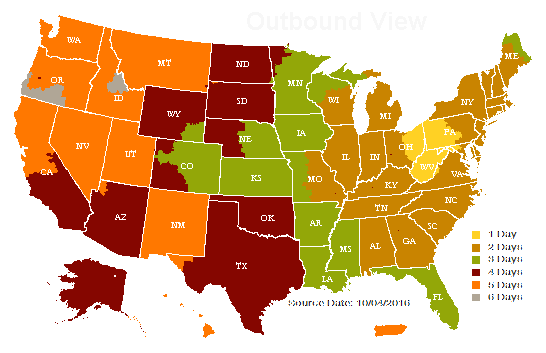 Outbound View
WA
MT
ND
ME
OR
MN
ID
SD
WI
NY
WY
MI
IA
PA
NE
OH
NV
UT
IL
IN
CO
WV
CA
KS
MO
VA
KY
NC
TN
OK
AZ
NM
AR
SC
MS
AL
GA
TX
LA
FL
1 Day
2 Days
3 Days
4 Days
5 Days
6 Days
Source Date: 10/04/2016